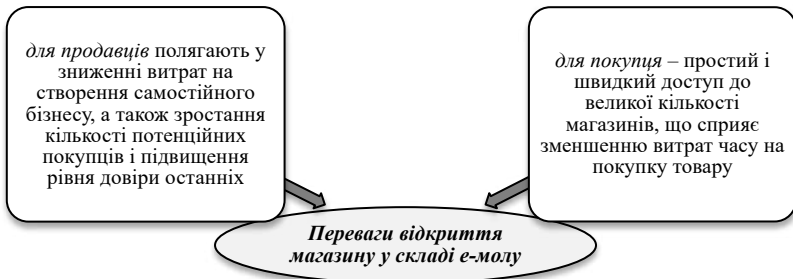 для продавців полягають у
зниженні витрат на
створення самостійного
бізнесу, а також зростання
кількості потенційних
покупців і підвищення
рівня довіри останніх
для покупця – простий і
швидкий доступ до
великої кількості
магазинів, що сприяє
зменшенню витрат часу на
покупку товару
Переваги відкриття
магазину у складі е-молу